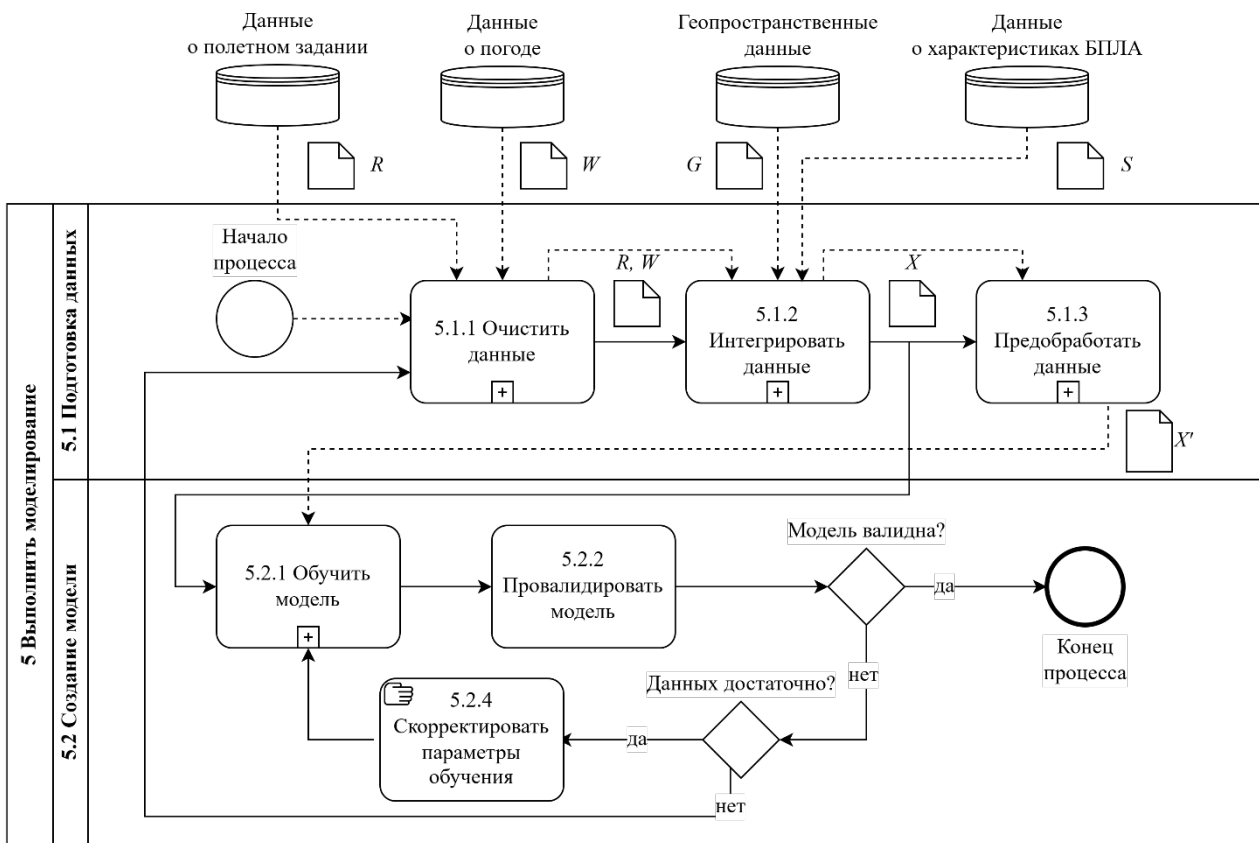 Данные
о полетном задании
Данные
о погоде
Геопространственные
данные
Данные
о характеристиках БПЛА
R
W
G
S
5 Выполнить моделирование
5.1 Подготовка данных
Начало
процесса
5.1.1 Очистить
данные
R, W
5.1.2
Интегрировать
данные
X
5.1.3
Предобработать
данные
X'
5.2 Создание модели
5.2.1 Обучить
модель
5.2.2
Провалидировать
модель
Модель валидна?
да
Конец
процесса
нет
Данных достаточно?
да
нет
5.2.4
Скорректировать
параметры
обучения